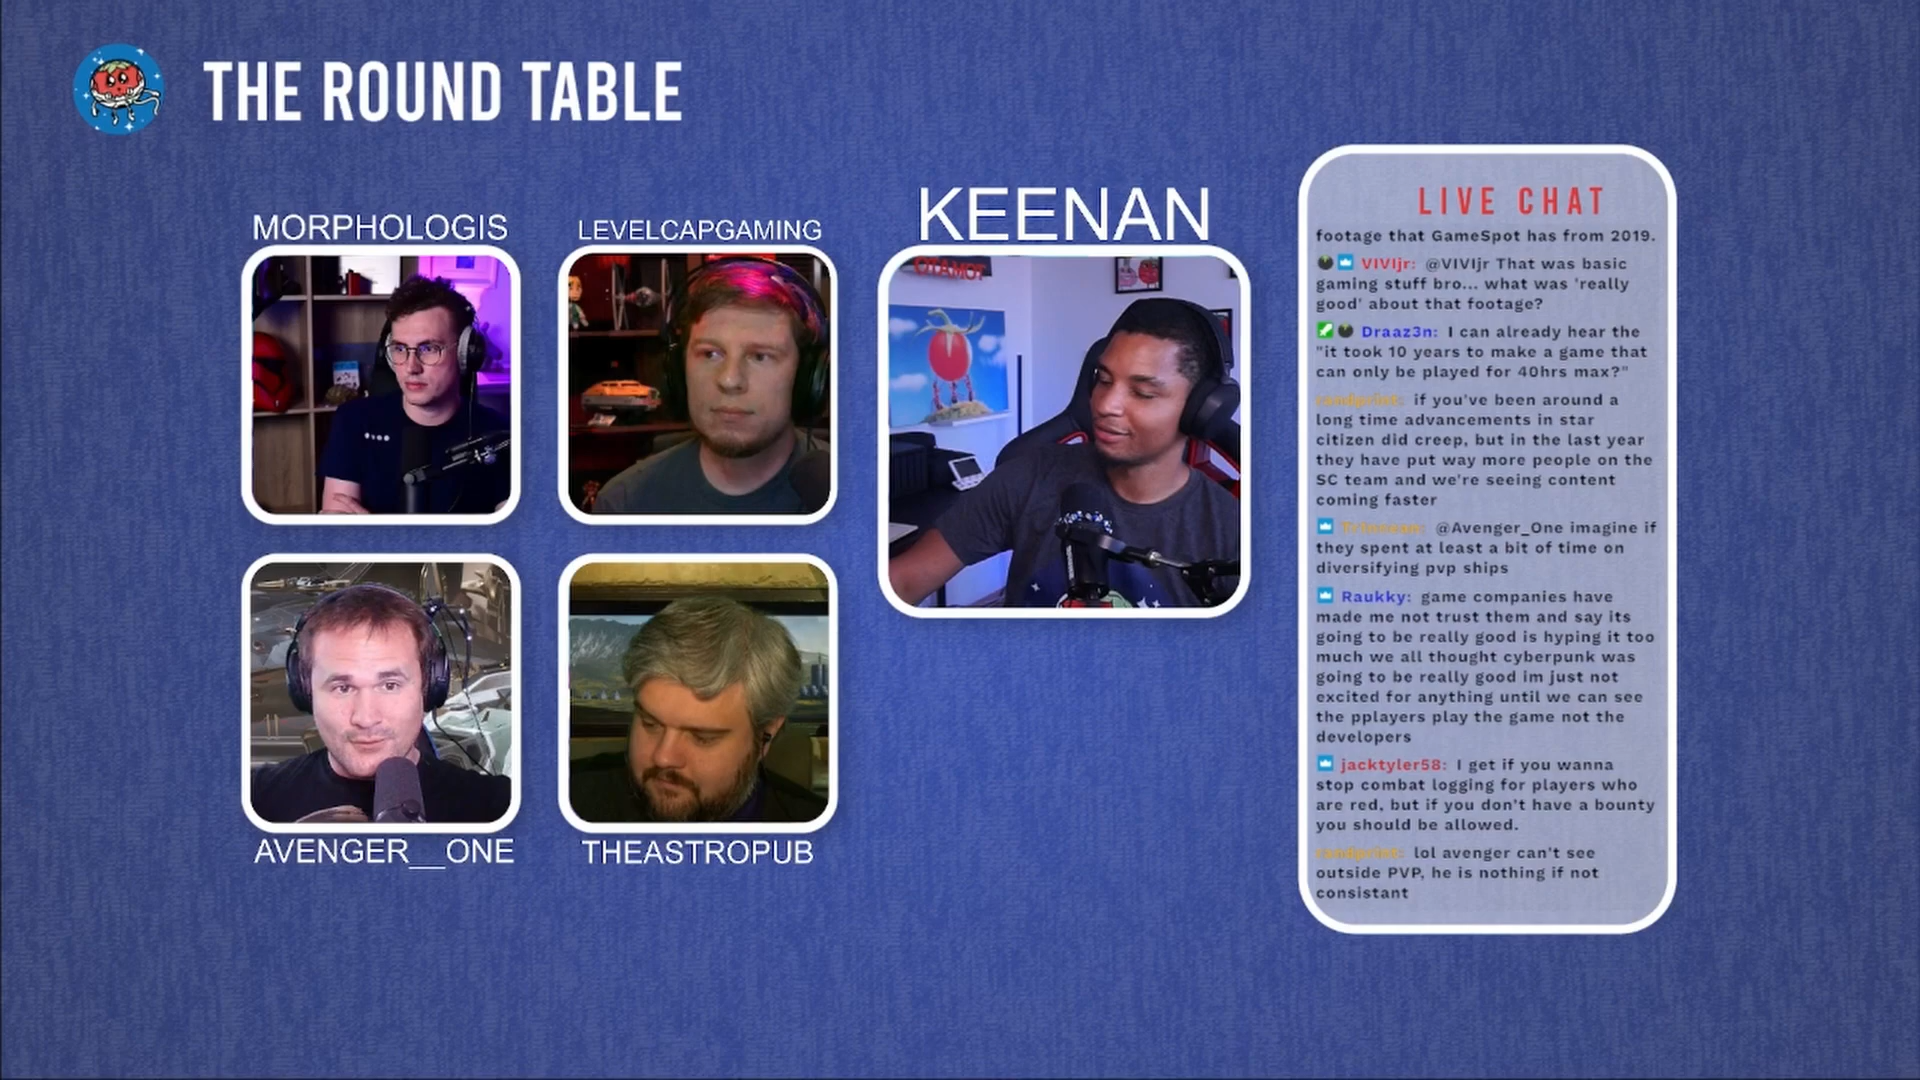 THE ROUND TABLE
MORPHOLOGIS
LEVELCAPGAMING
KEENAN
AVENGER__ONE
THEASTROPUB
LIVE CHAT
footage that GameSpot has from 2019.
VIVIjr: @VIVIjr That was basic
gaming stuff bro... what was 'really
good' about that footage?
Draaz3n: I can already hear the
"it took 10 years to make a game that
can only be played for 40hrs max?"
if you've been around a
long time advancements in star
citizen did creep, but in the last year
they have put way more people on the
SC team and we're seeing content
coming faster
@Avenger_One imagine if
they spent at least a bit of time on
diversifying pvp ships
Raukky: game companies have
made me not trust them and say its
going to be really good is hyping it too
much we all thought cyberpunk was
going to be really good im just not
excited for anything until we can see
the pplayers play the game not the
developers
jacktyler58: I get if you wanna
stop combat logging for players who
are red, but if you don't have a bounty
you should be allowed.
lol avenger can't see
outside PVP, he is nothing if not
consistant